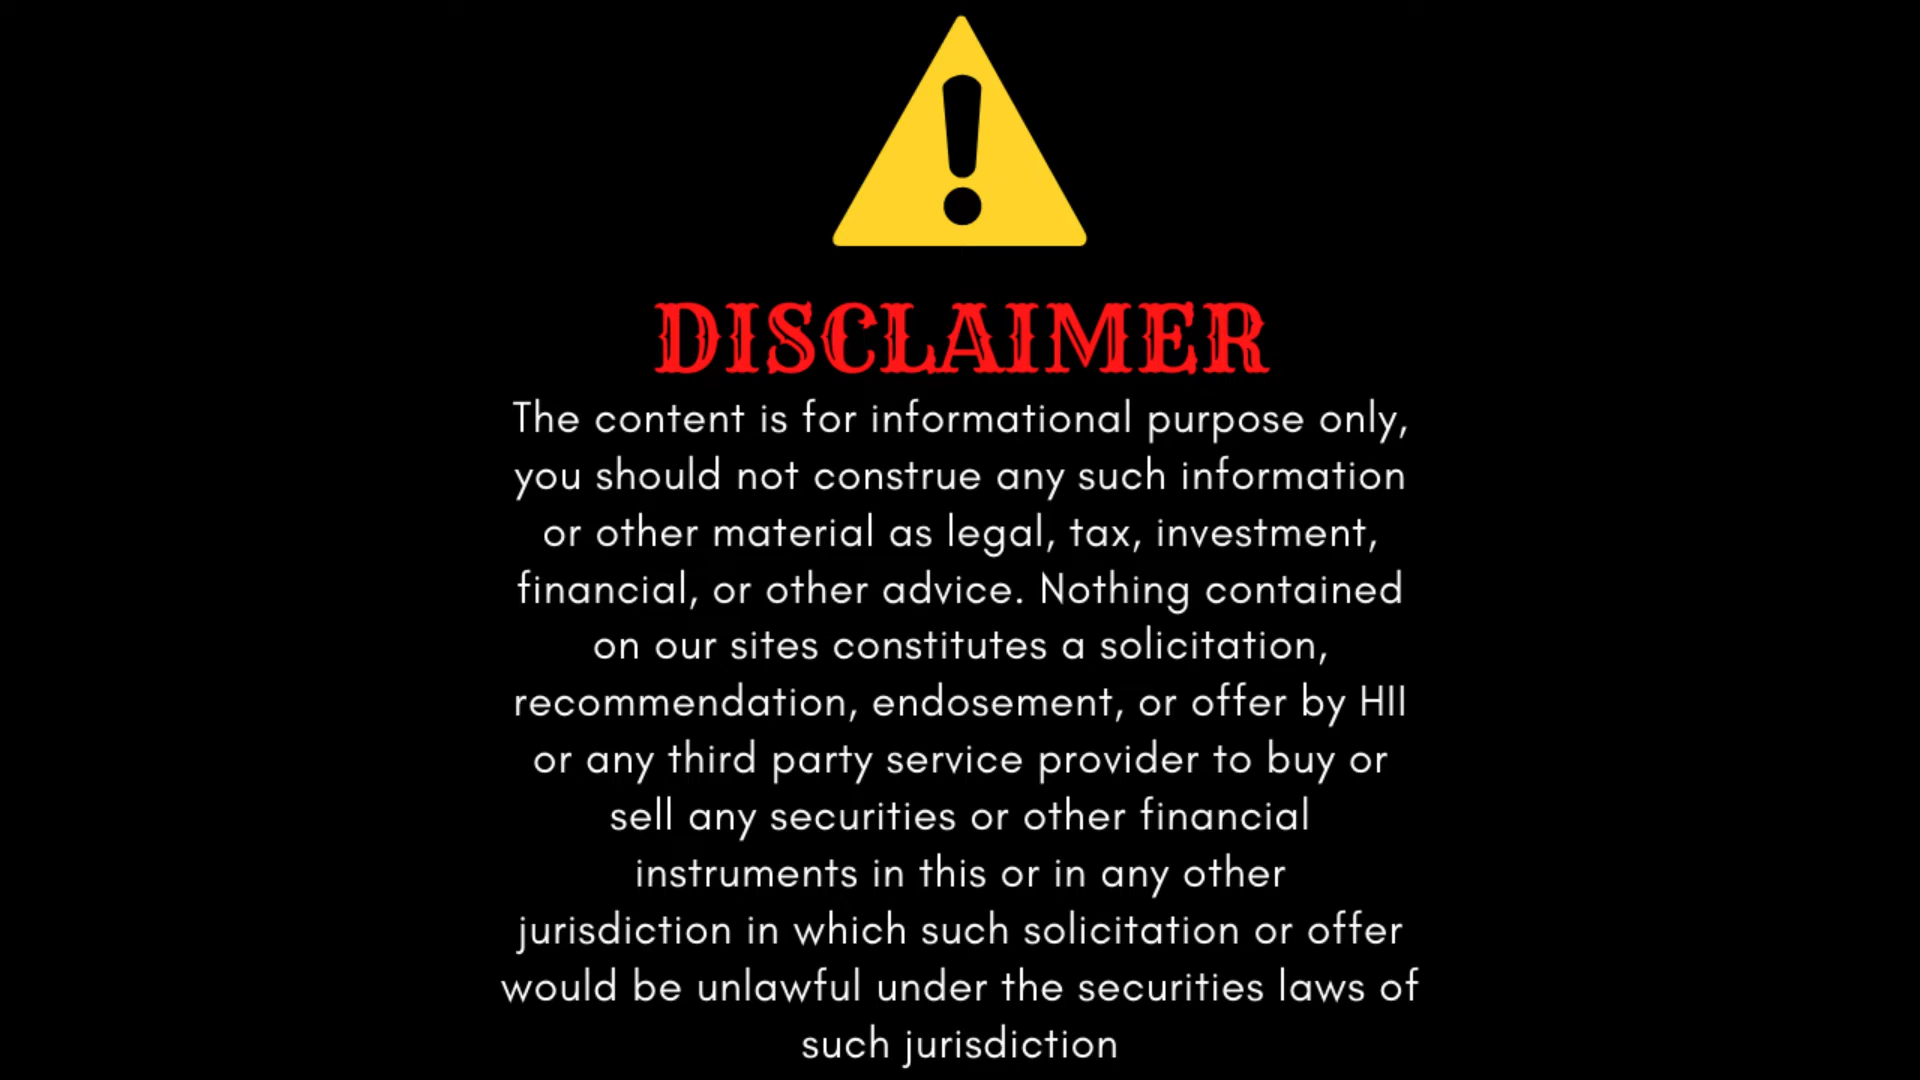 DISCLAIMER
The content is for informational purpose only,
you should not construe any such information
or other material as legal, tax, investment,
financial, or other advice. Nothing contained
on our sites constitutes a solicitation,
recommendation, endosement, or offer by HII
or any third party service provider to buy or
sell any securities or other financial
instruments in this or in any other
jurisdiction in which such solicitation or offer
would be unlawful under the securities laws of
such jurisdiction